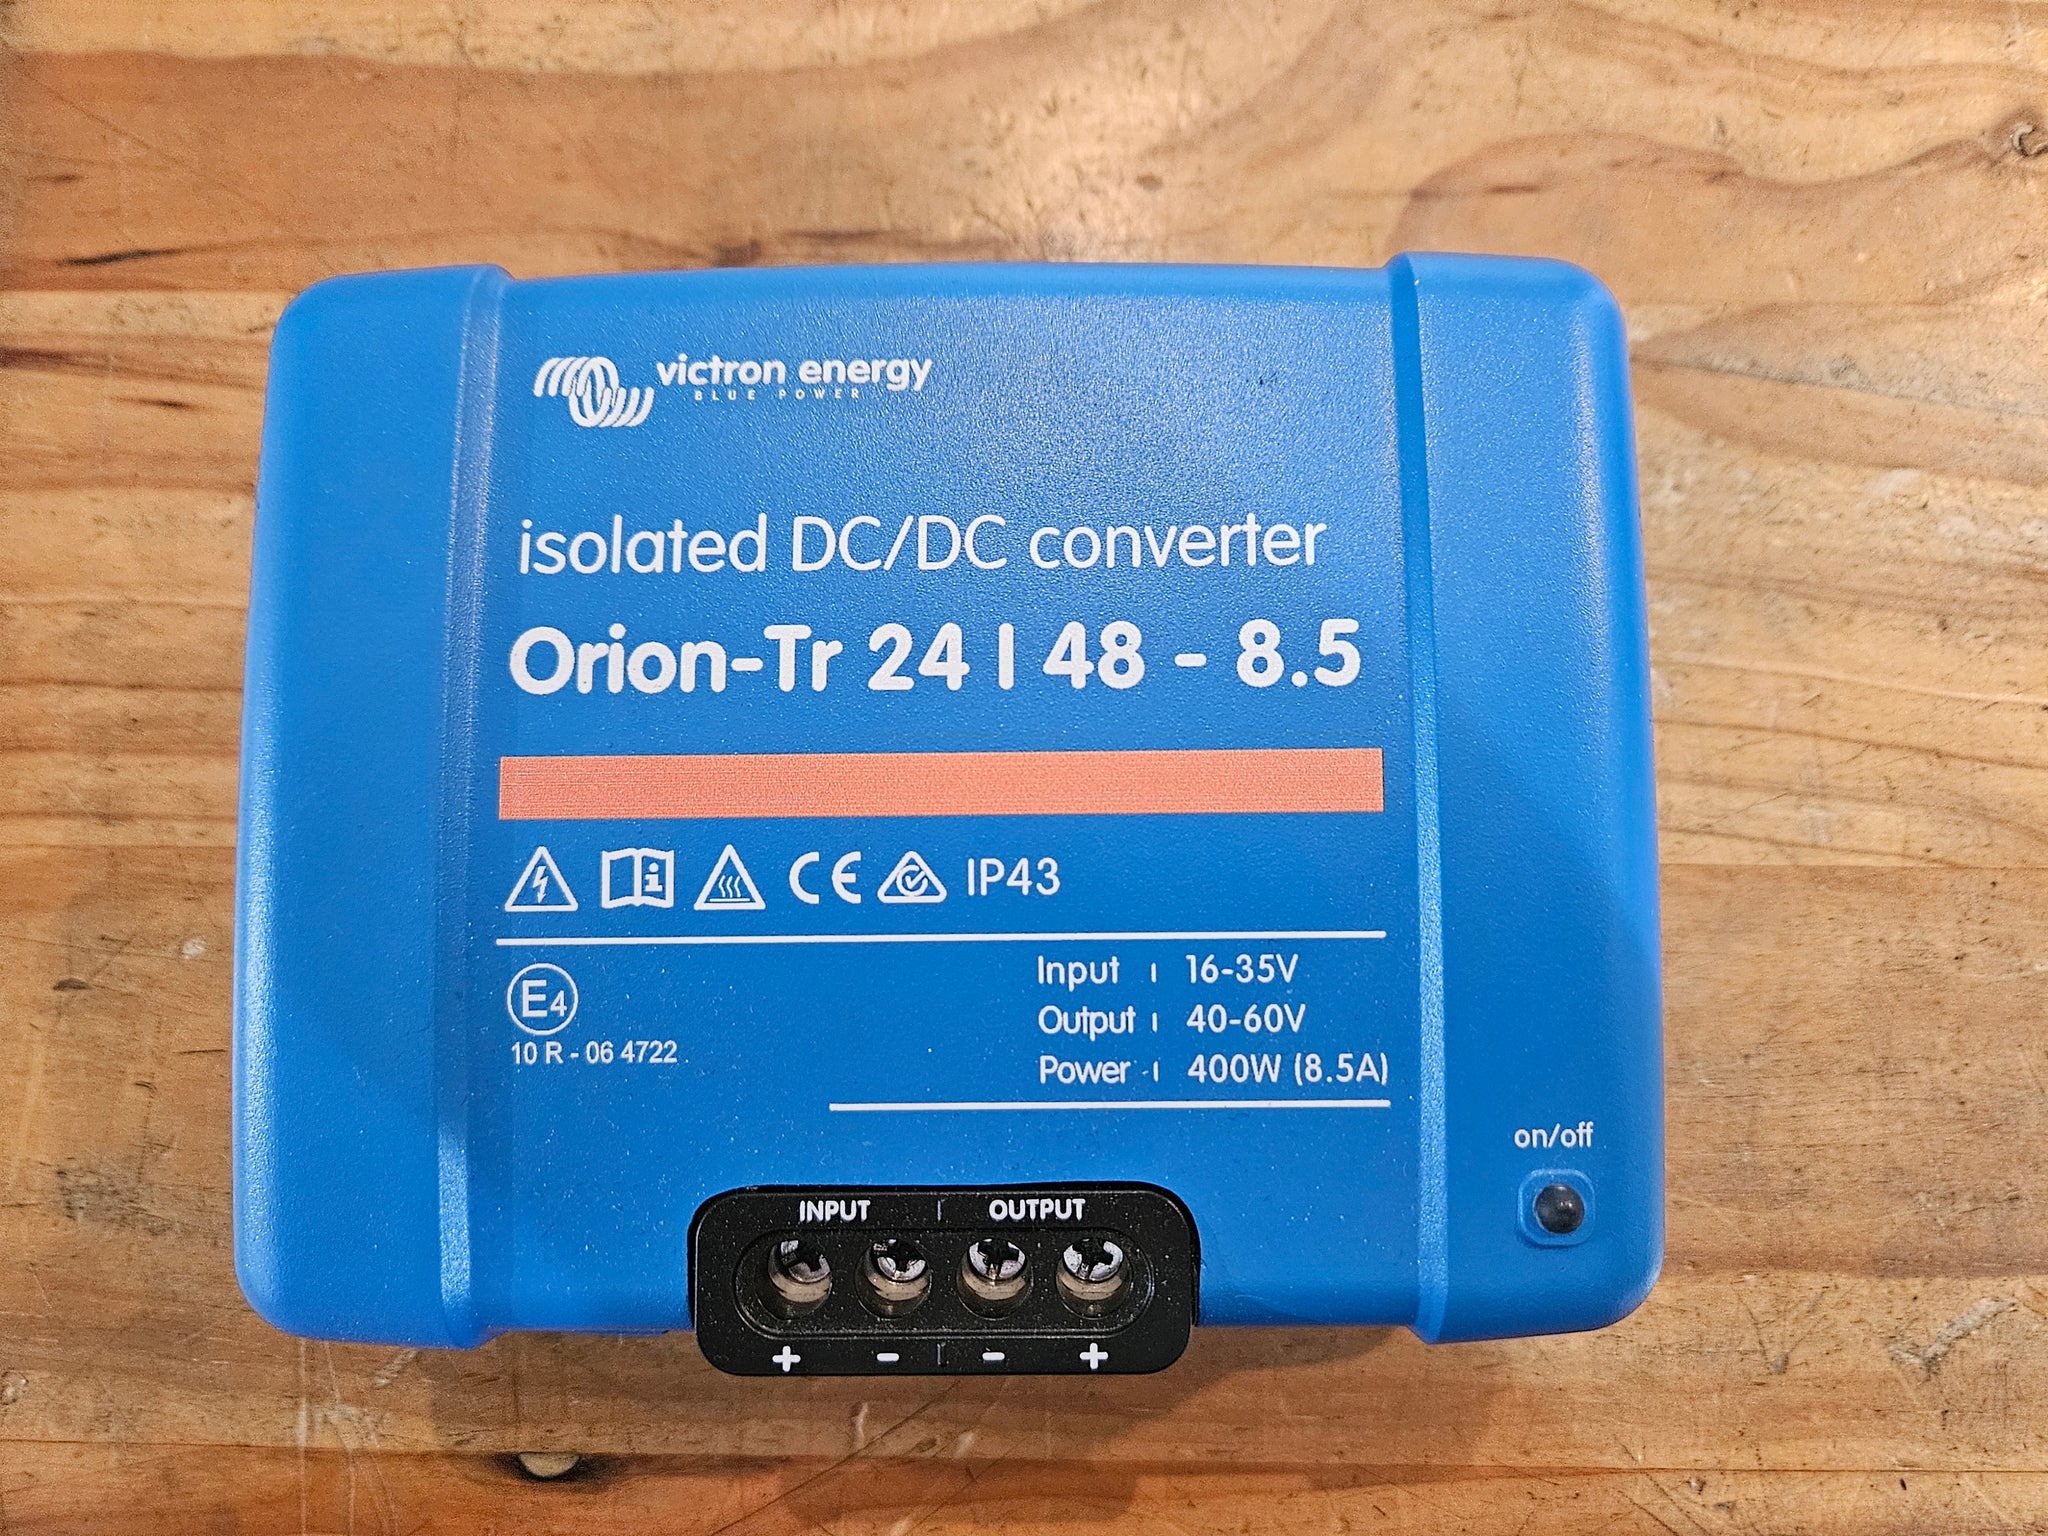 victron energy
BLUE POWER
isolated DC/DC converter
Orion-Tr 24 | 48 - 8.5
CE IP43
E4
10 R - 06 4722
Input : 16-35V
Output : 40-60V
Power : 400W (8.5A)
on/off
INPUT | OUTPUT
+ - | - +